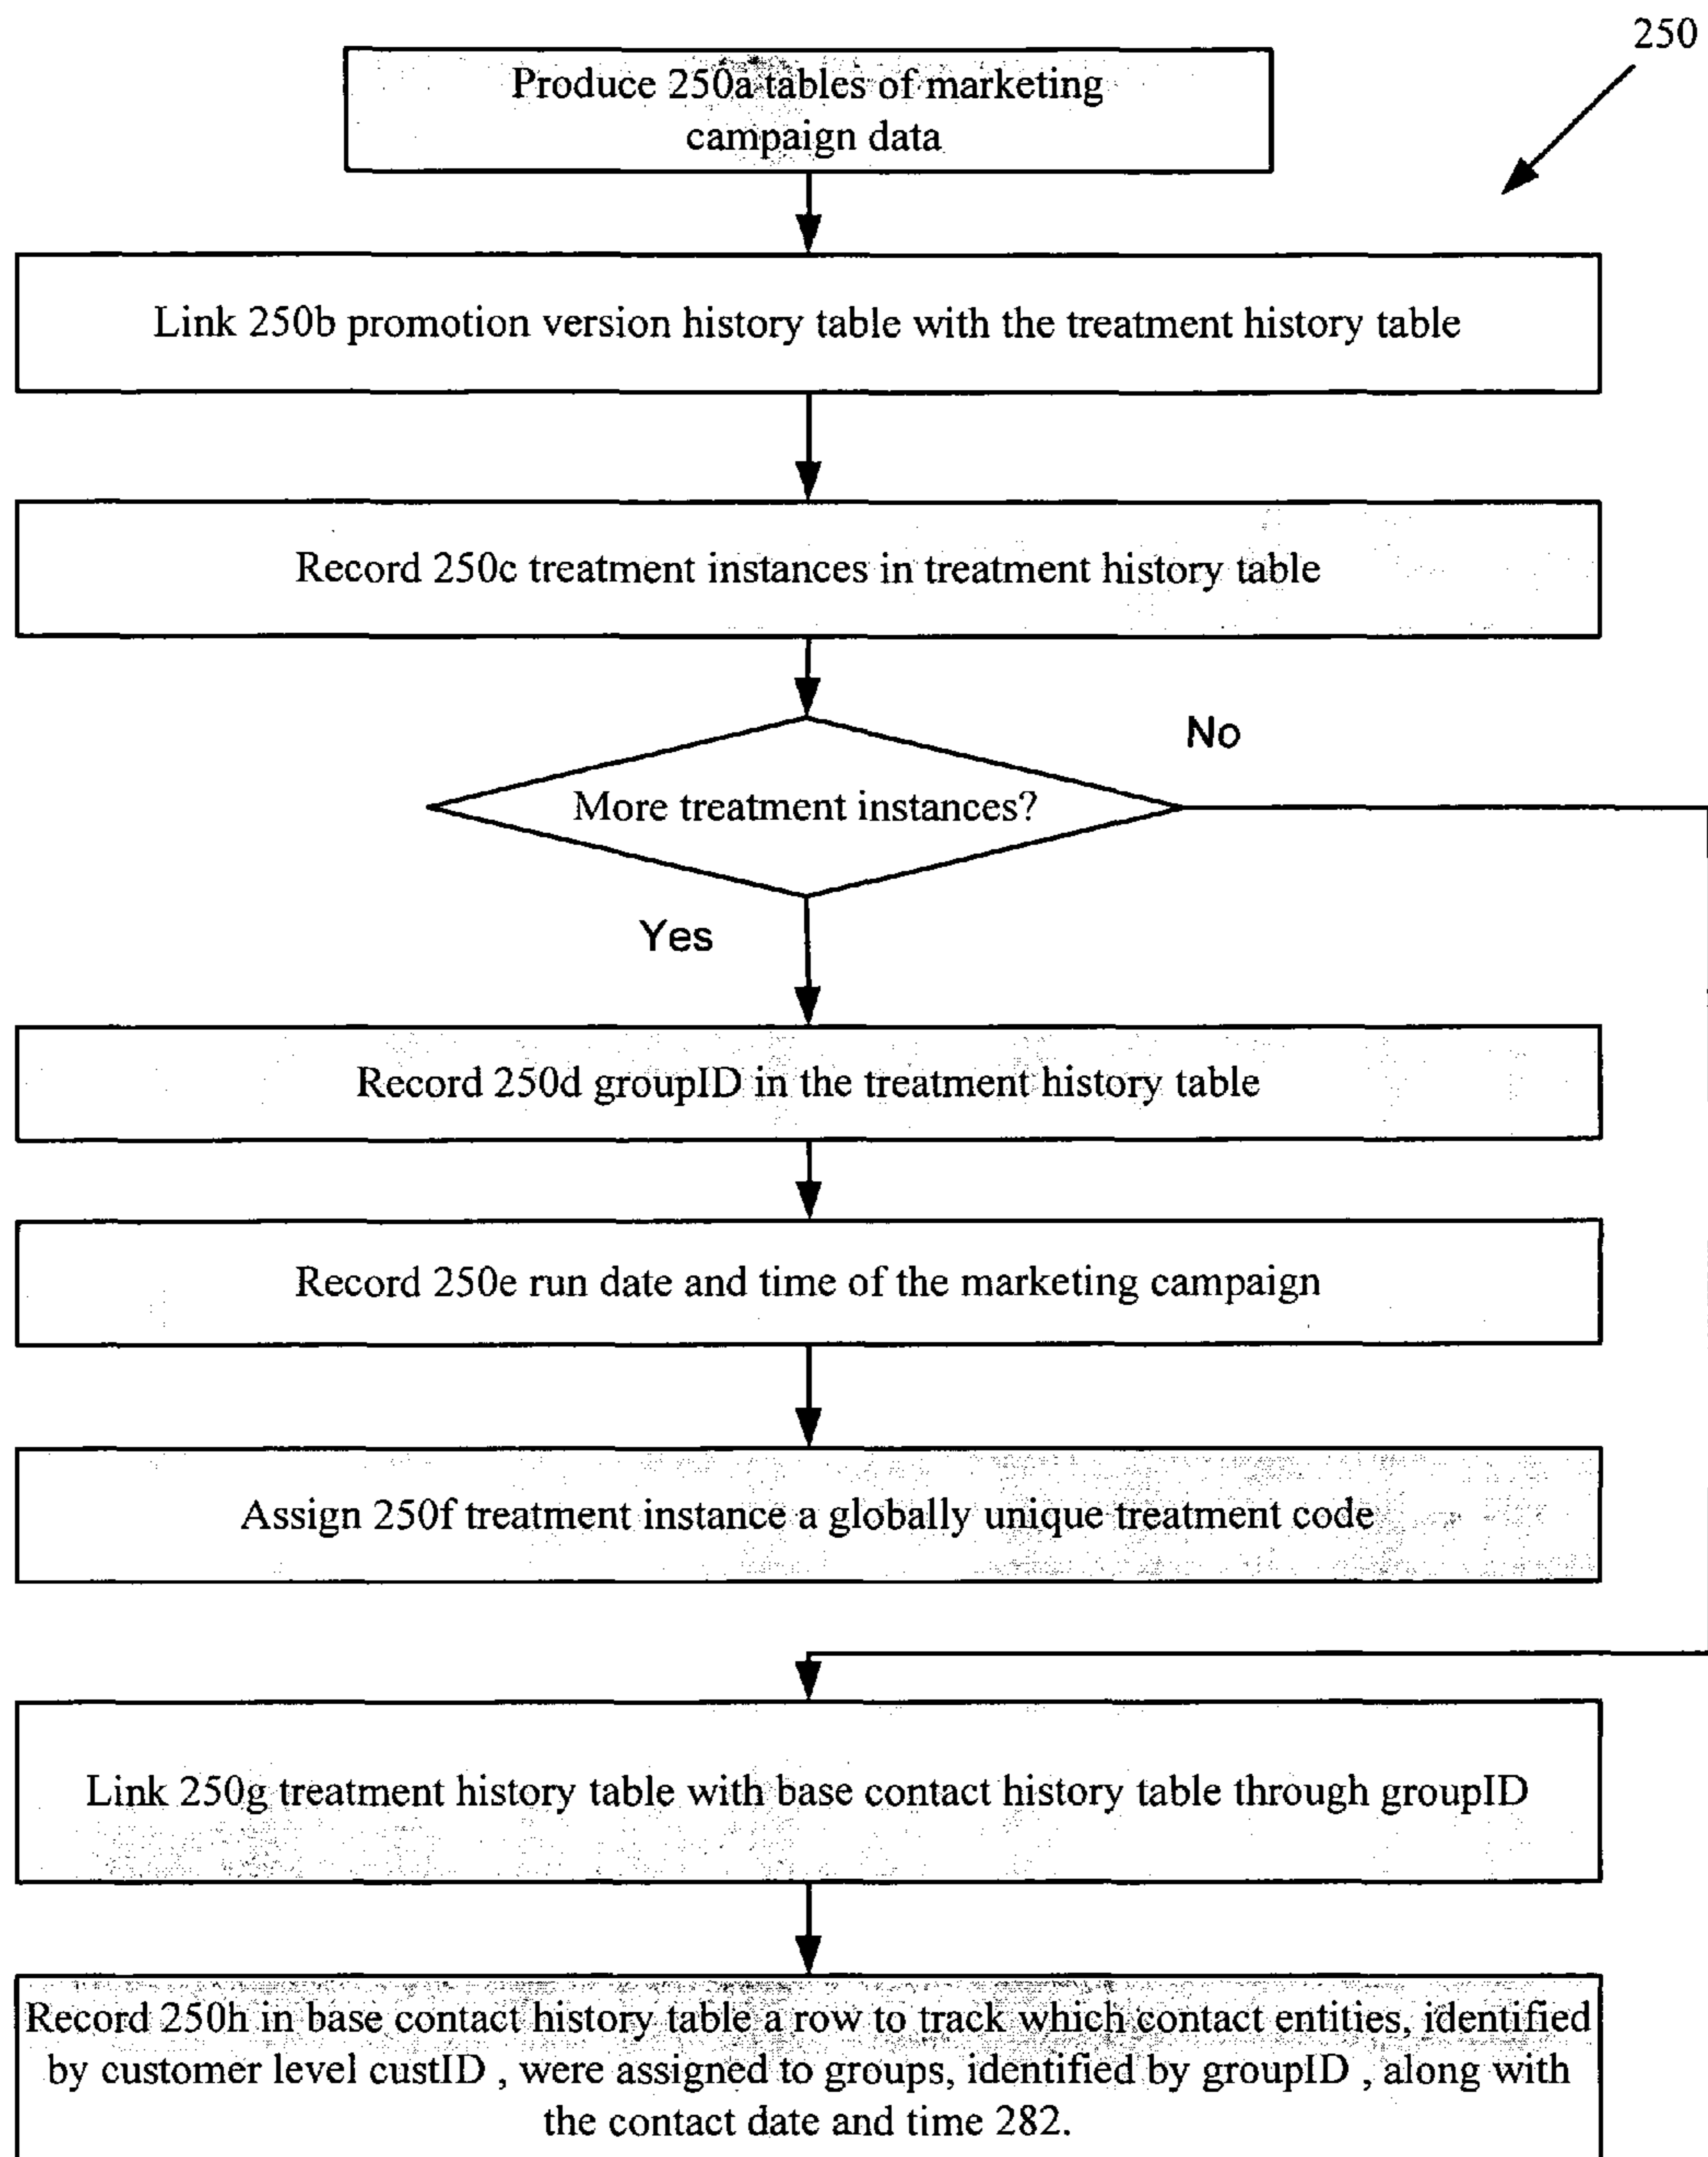 250
Produce 250a tables of marketing
campaign data
Link 250b promotion version history table with the treatment history table
Record 250c treatment instances in treatment history table
No
More treatment instances?
Yes
Record 250d groupID in the treatment history table
Record 250e run date and time of the marketing campaign
Assign 250f treatment instance a globally unique treatment code
Link 250g treatment history table with base contact history table through groupID
Record 250h in base contact history table a row to track which contact entities, identified
by customer level custID , were assigned to groups, identified by groupID , along with
the contact date and time 282.